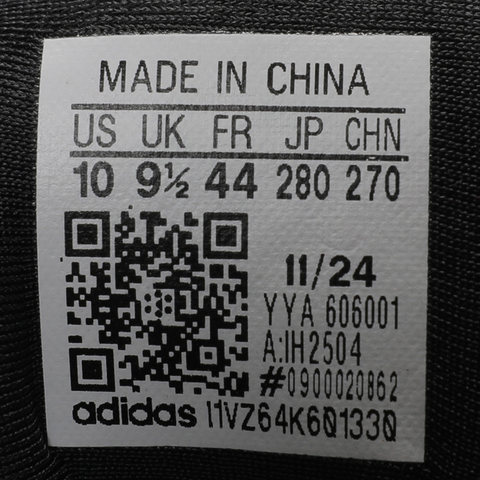 MADE IN CHINA
US UK FR JP CHN
10 9½ 44 280 270
11/24
YYA 606001
A:IH2504
#0900020862
adidas 11VZ64K601330